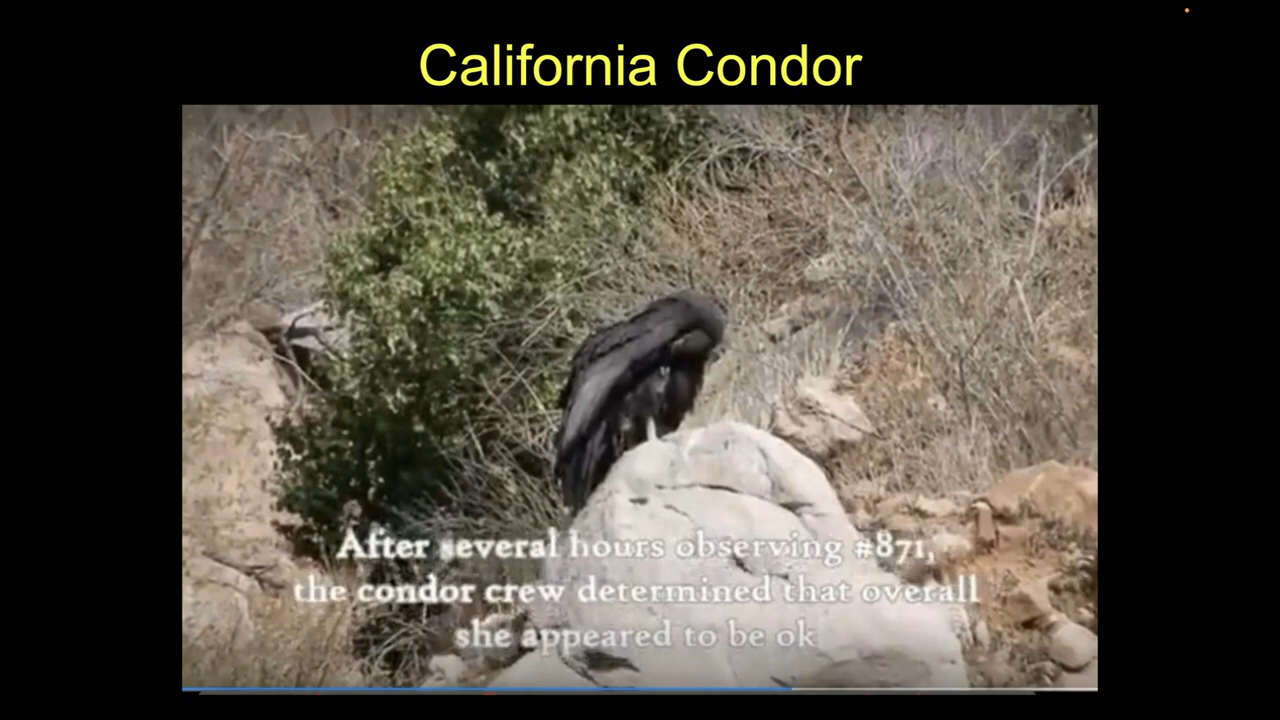 California Condor
After several hours observing #871,
the condor crew determined that overall
she appeared to be ok